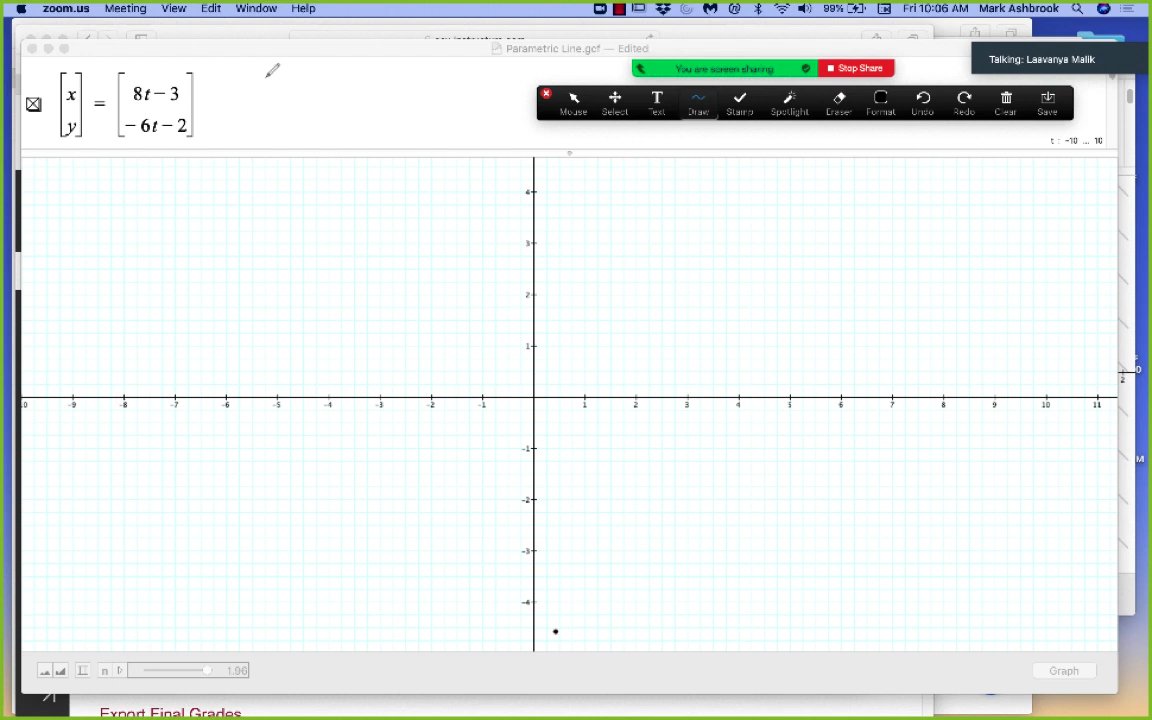 zoom.us Meeting View Edit Window Help 99% Fri 10:06 AM Mark Ashbrook
Parametric Line.gcf — Edited
Talking: Laavanya Malik
You are screen sharing Stop Share
Mouse Select Text Draw Stamp Spotlight Eraser Format Undo Redo Clear Save
x = 8t − 3
y − 6t − 2
t : -10 ... 10
4
3
2
1
-9 -8 -7 -6 -5 -4 -3 -2 -1 1 2 3 4 5 6 7 8 9 10 11
2
-1
-2
-3
-4
n 1.96 Graph
Export Final Grades